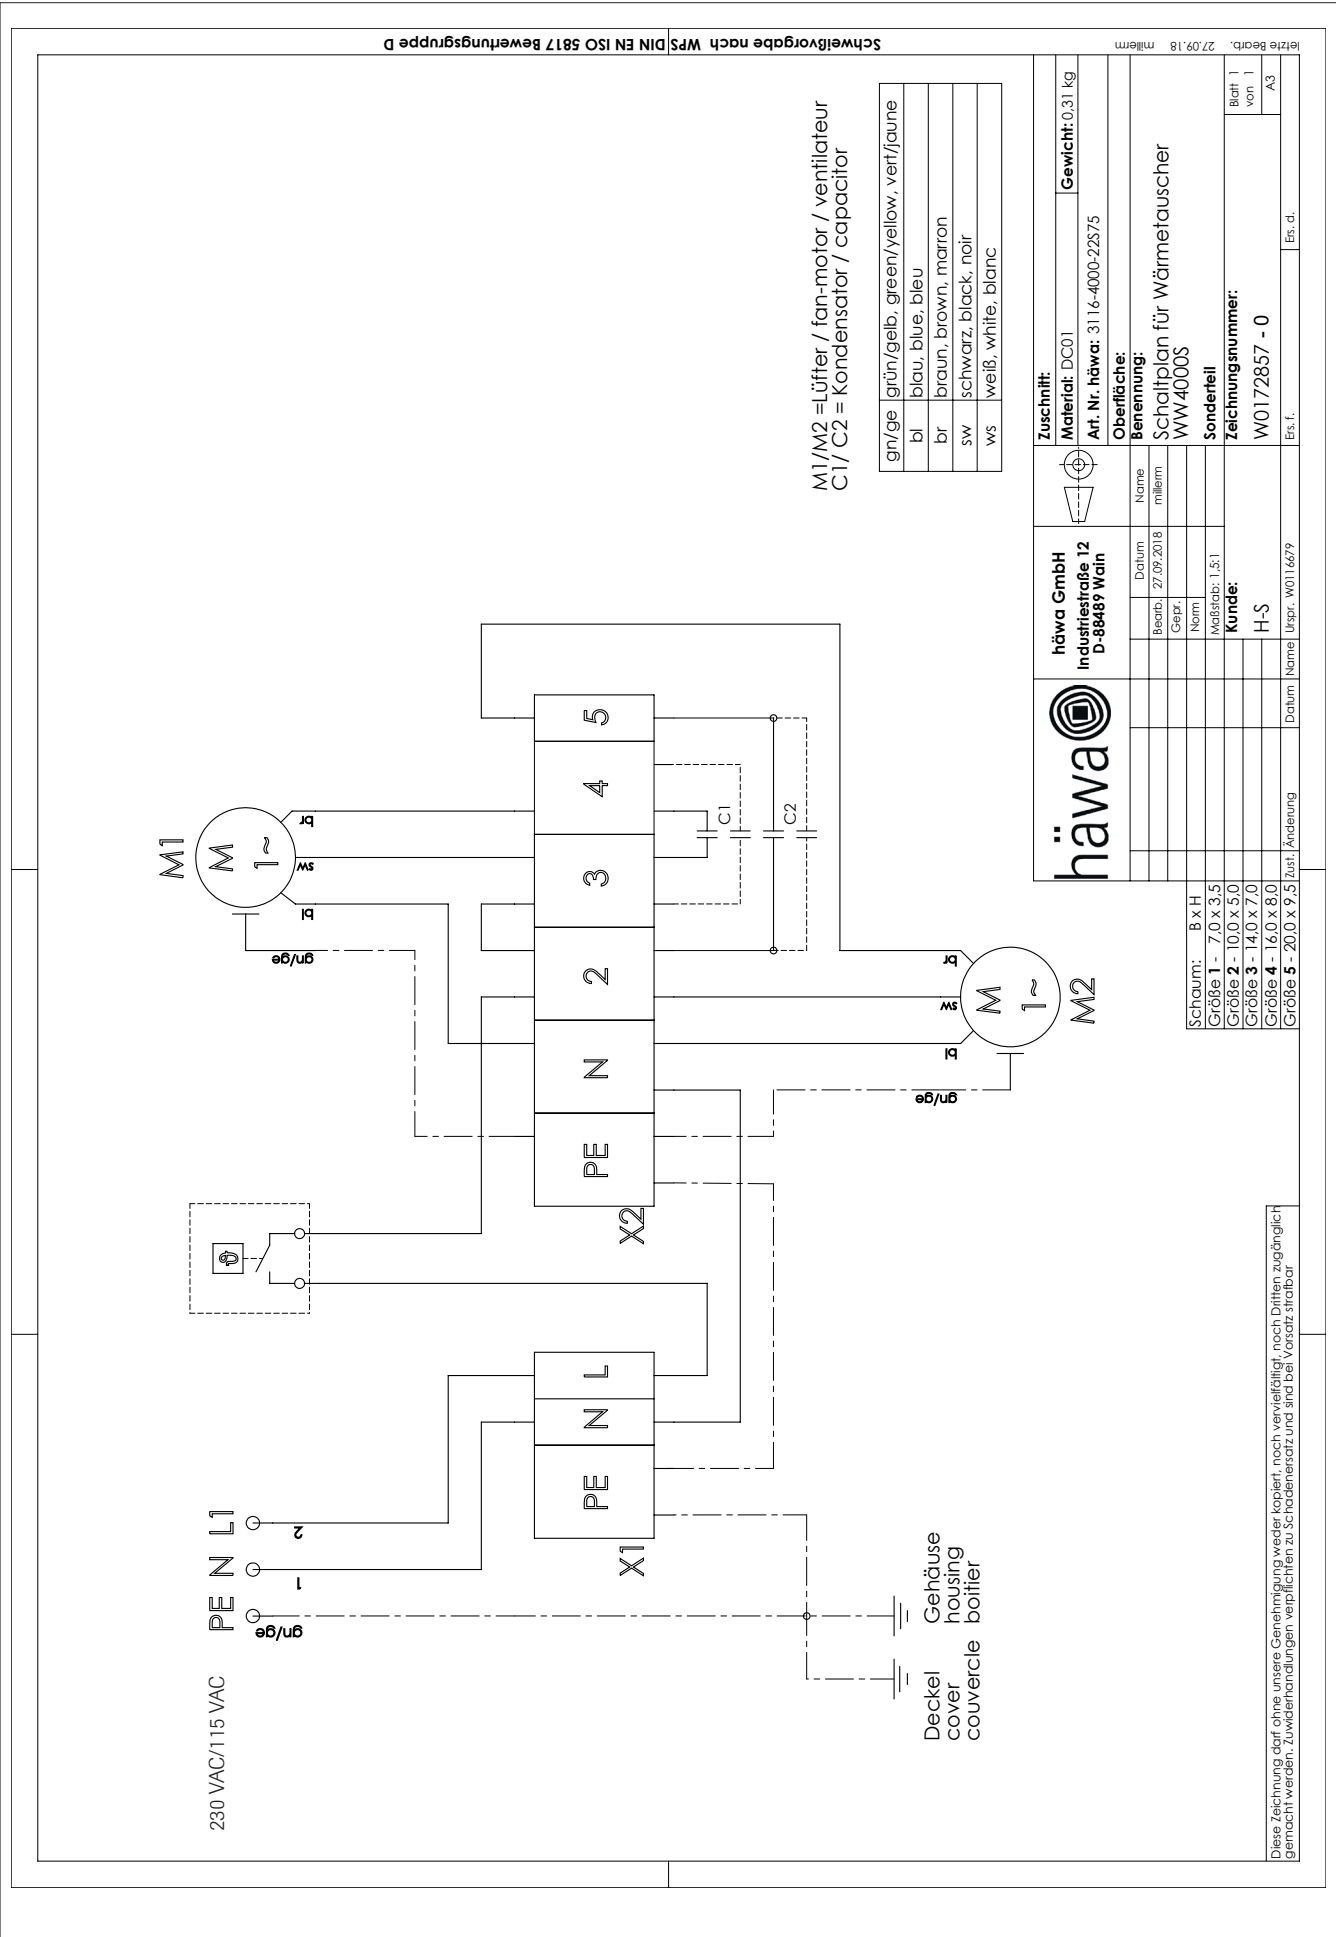 Schweißvorgabe nach WPS DIN EN ISO 5817 Bewertungsgruppe D
letzte Bearb. 27.09.18 millerm
230 VAC/115 VAC
PE N L1
gn/ge
1
2
X1
PE N L
Deckel
cover
couvercle
Gehäuse
housing
boitier
ϑ
X2
PE N 2 3 4 5
M1
M
1~
gn/ge
bl
sw
br
C1
C2
M2
M
1~
gn/ge
bl
sw
br
M1/M2 =Lüfter / fan-motor / ventilateur
C1/ C2 = Kondensator / capacitor
gn/ge grün/gelb, green/yellow, vert/jaune
bl blau, blue, bleu
br braun, brown, marron
sw schwarz, black, noir
ws weiß, white, blanc
häwa
häwa GmbH
Industriestraße 12
D-88489 Wain
Zuschnitt:
Material: DC01 Gewicht: 0,31 kg
Art. Nr. häwa: 3116-4000-22S75
Oberfläche:
Datum Name
Bearb. 27.09.2018 millerm
Gepr.
Norm
Maßstab: 1,5:1
Kunde:
H-S
Benennung:
Schaltplan für Wärmetauscher
WW4000S
Sonderteil
Zeichnungsnummer:
W0172857 - 0
Blatt 1
von 1
A3
Zust. Änderung Datum Name Urspr. W0116679 Ers. f. Ers. d.
Schaum: B x H
Größe 1 - 7,0 x 3,5
Größe 2 - 10,0 x 5,0
Größe 3 - 14,0 x 7,0
Größe 4 - 16,0 x 8,0
Größe 5 - 20,0 x 9,5
Diese Zeichnung darf ohne unsere Genehmigung weder kopiert, noch vervielfältigt, noch Dritten zugänglich
gemacht werden. Zuwiderhandlungen verpflichten zu Schadenersatz und sind bei Vorsatz strafbar